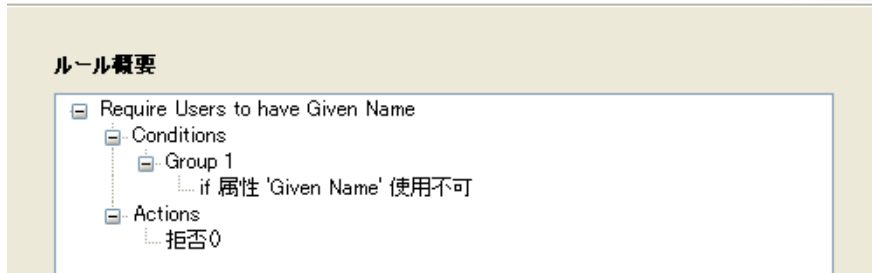 ルール概要
Require Users to have Given Name
Conditions
Group 1
if 属性 'Given Name' 使用不可
Actions
拒否()